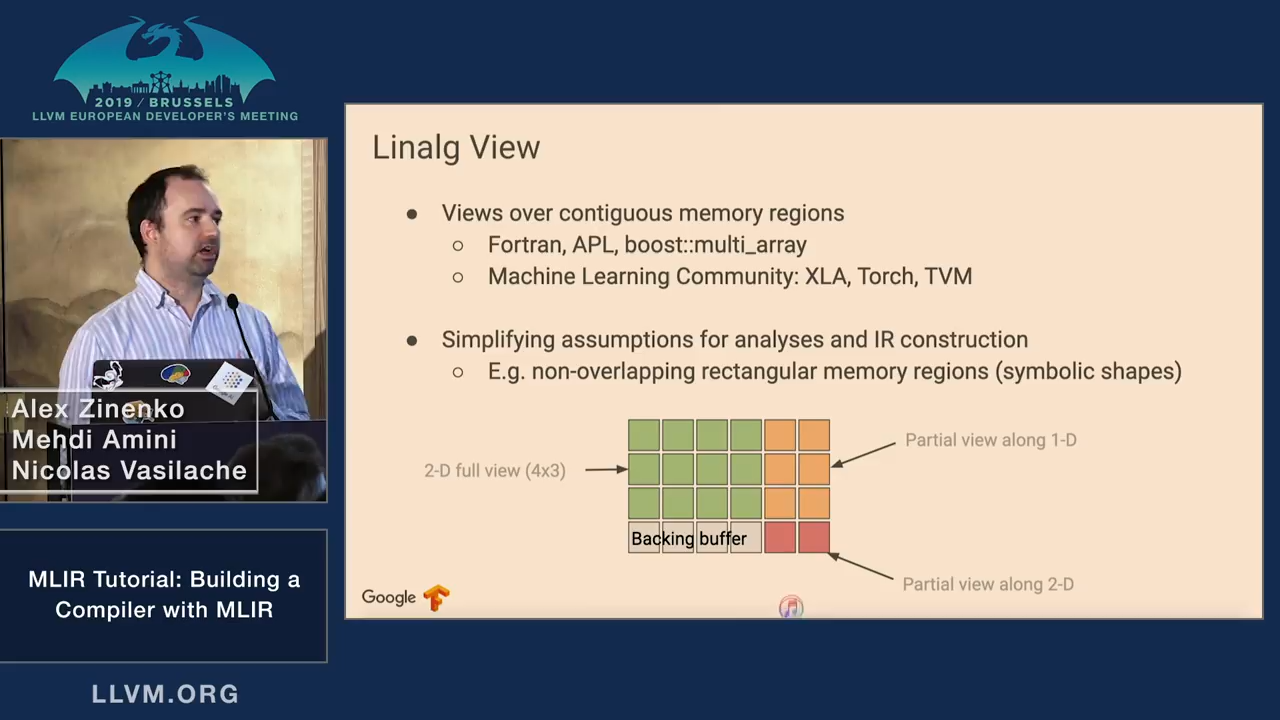 2019 / BRUSSELS
LLVM EUROPEAN DEVELOPER'S MEETING
Alex Zinenko
Mehdi Amini
Nicolas Vasilache
MLIR Tutorial: Building a
Compiler with MLIR
LLVM.ORG
Linalg View
● Views over contiguous memory regions
○ Fortran, APL, boost::multi_array
○ Machine Learning Community: XLA, Torch, TVM
● Simplifying assumptions for analyses and IR construction
○ E.g. non-overlapping rectangular memory regions (symbolic shapes)
Partial view along 1-D
2-D full view (4x3)
Backing buffer
Partial view along 2-D
Google